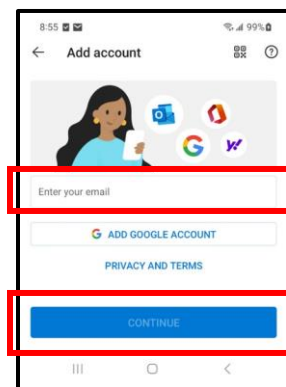 8:55 99%
Add account
Enter your email
G ADD GOOGLE ACCOUNT
PRIVACY AND TERMS
CONTINUE